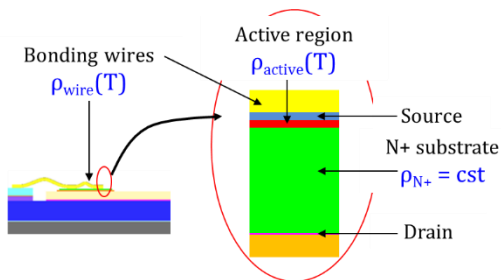 Bonding wires
ρwire(T)
Active region
ρactive(T)
Source
N+ substrate
ρN+ = cst
Drain